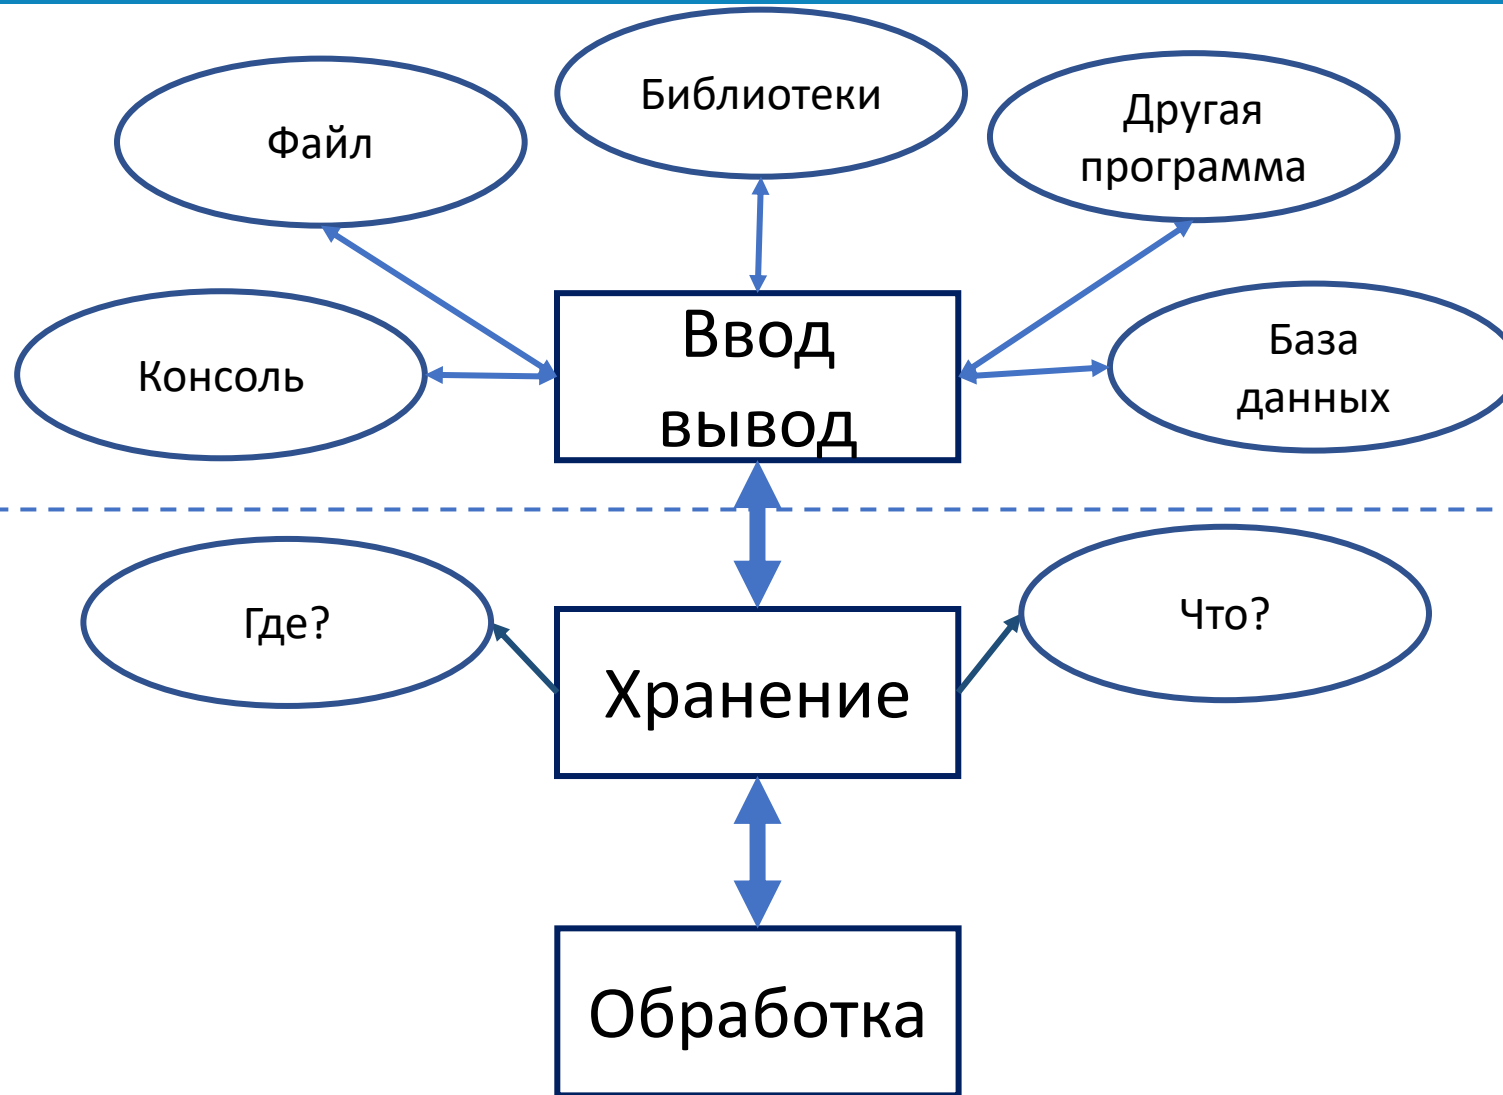 Библиотеки
Файл
Другая
программа
Консоль
Ввод
вывод
База
данных
Где?
Что?
Хранение
Обработка